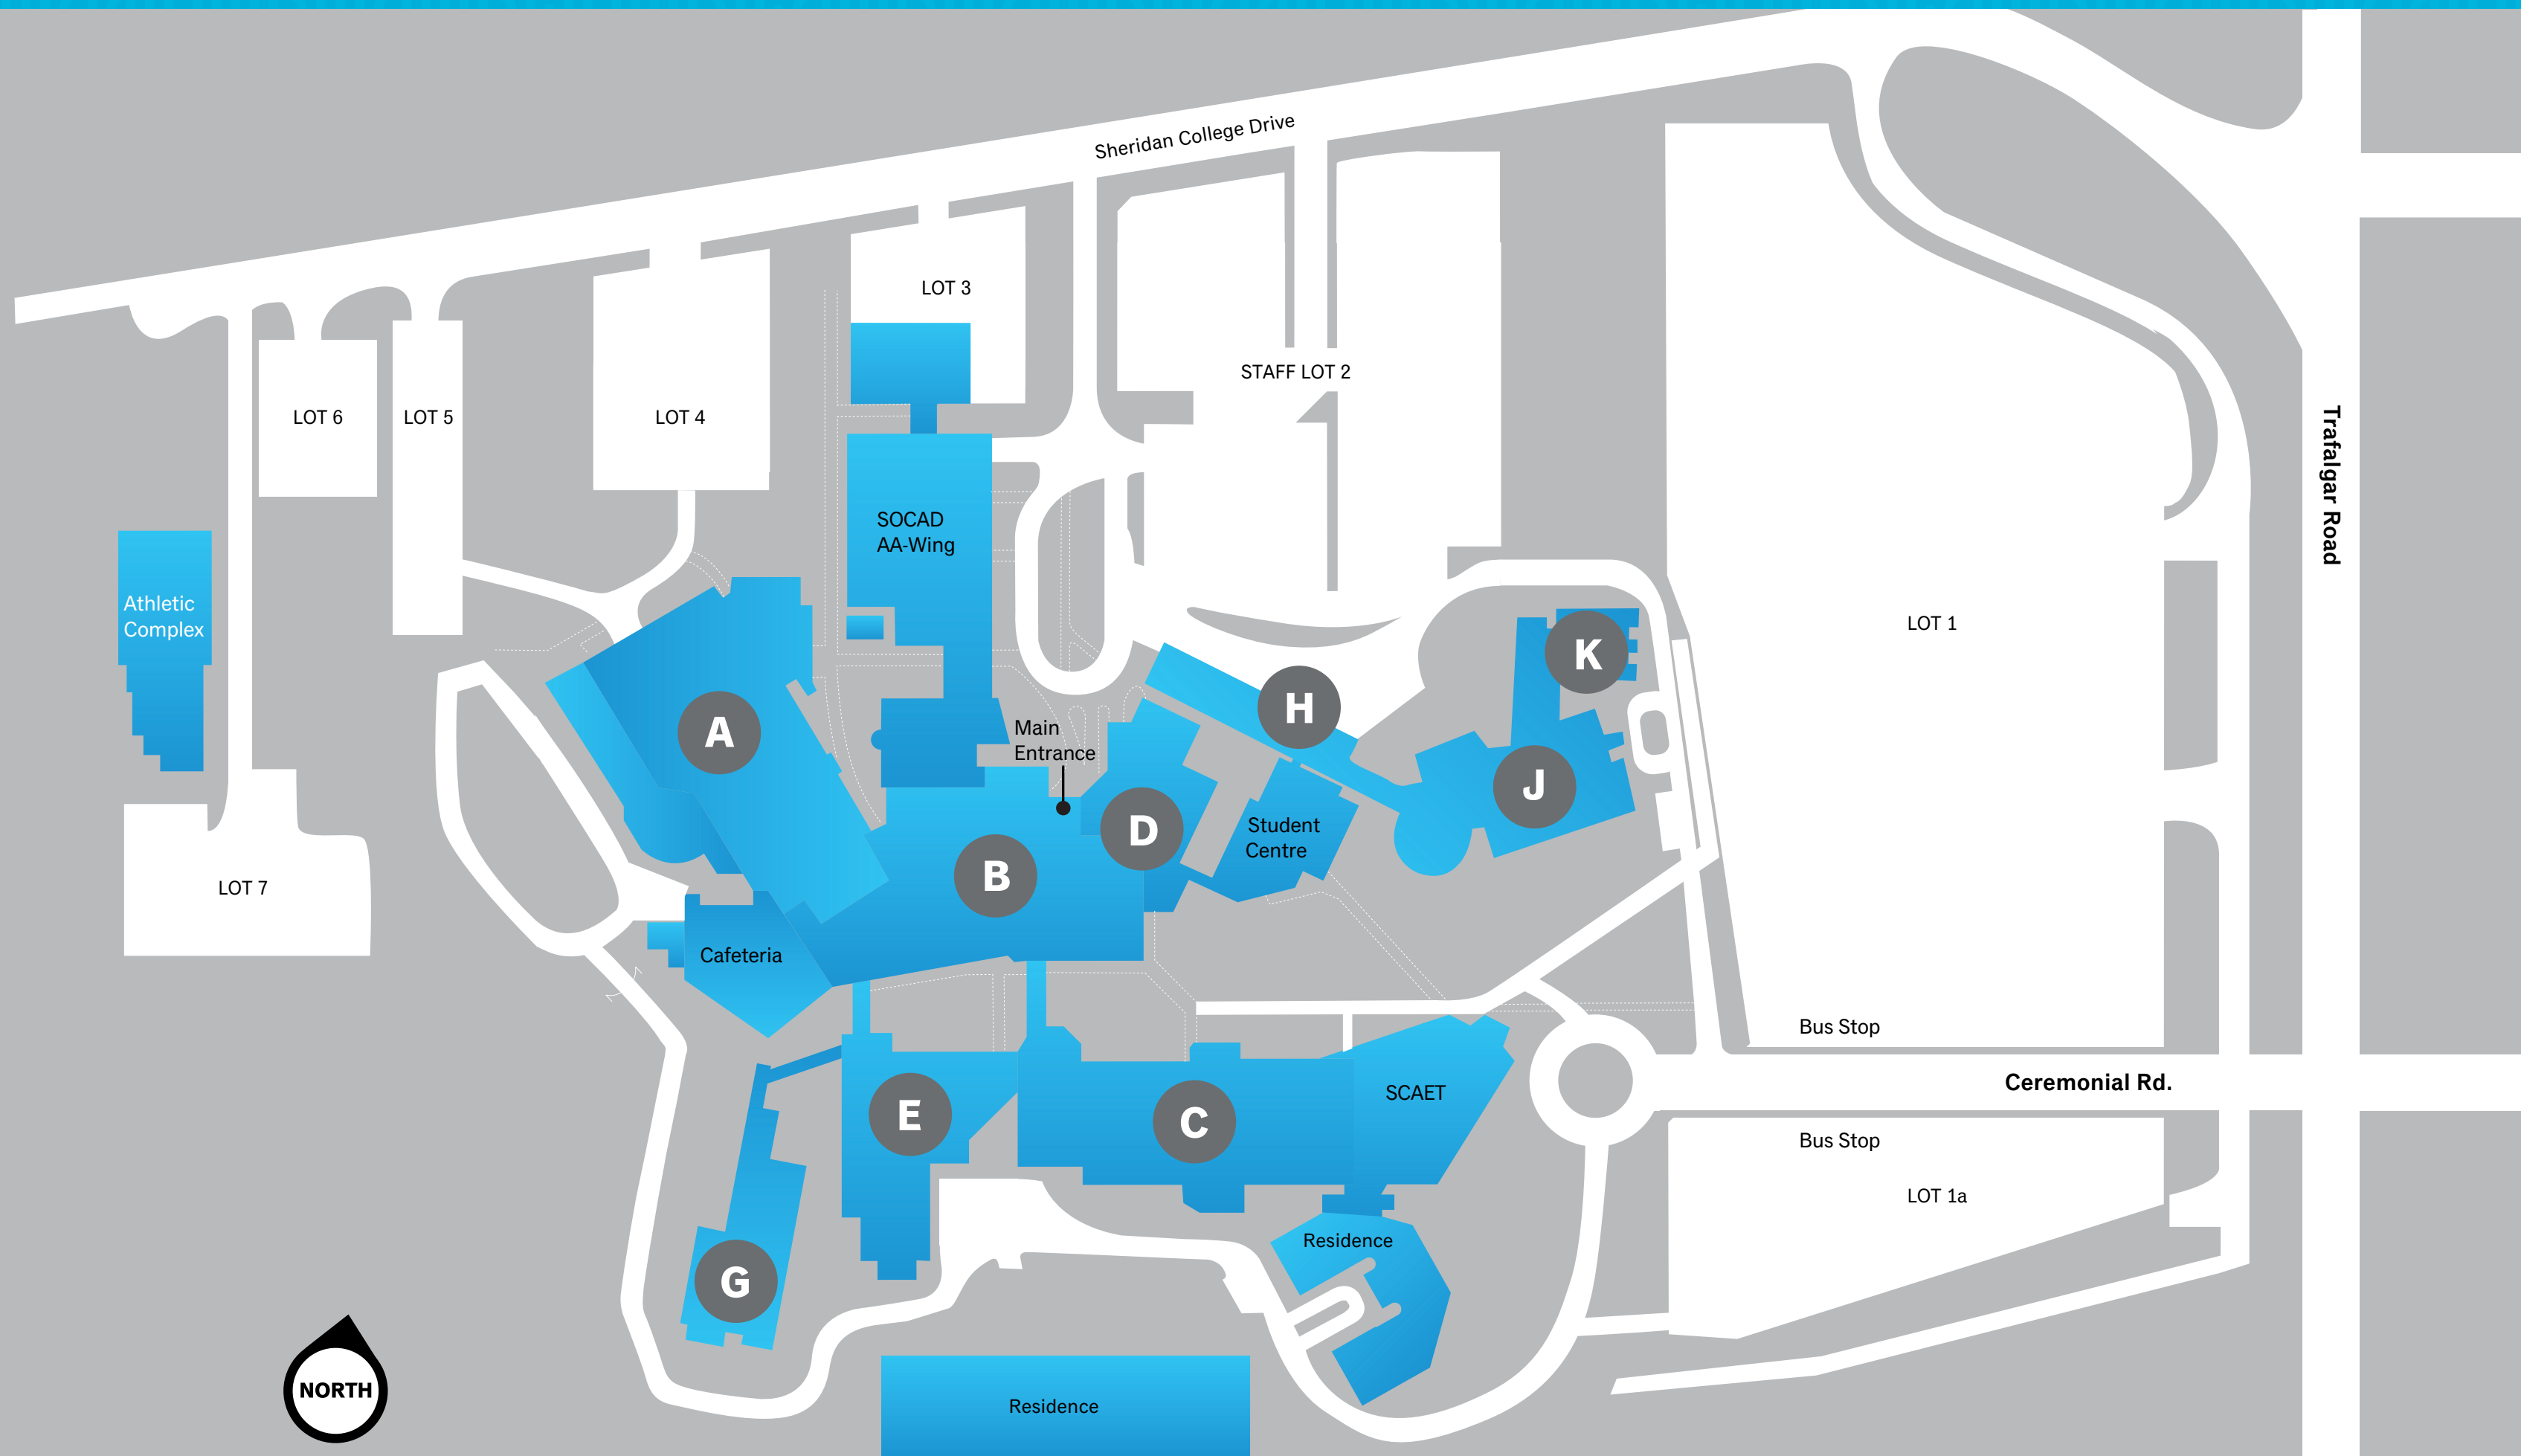 Sheridan College Drive
LOT 3
STAFF LOT 2
LOT 6
LOT 5
LOT 4
Trafalgar Road
SOCAD
AA-Wing
Athletic
Complex
LOT 1
K
H
A
Main
Entrance
J
D
Student
Centre
B
LOT 7
Cafeteria
Bus Stop
Ceremonial Rd.
SCAET
E
C
Bus Stop
LOT 1a
Residence
G
NORTH
Residence